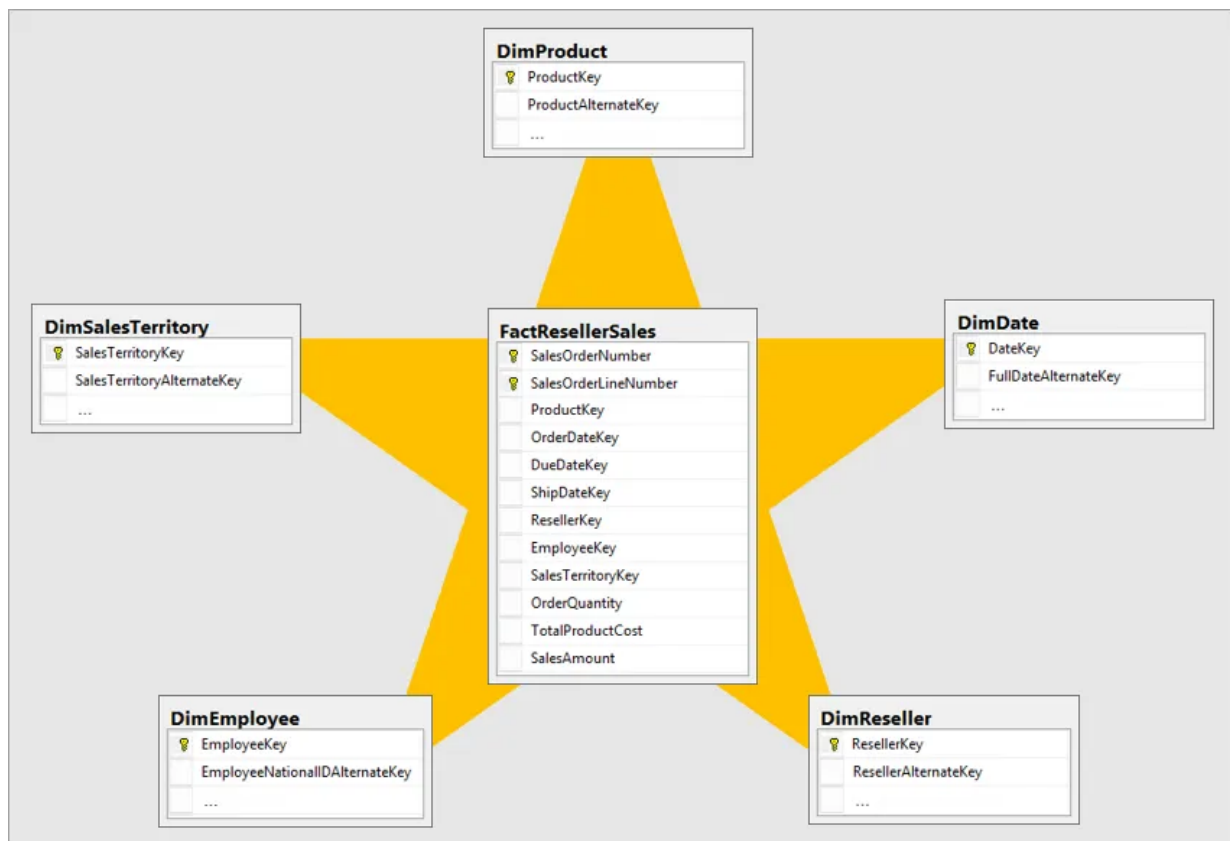 DimProduct
ProductKey
ProductAlternateKey
...
DimSalesTerritory
SalesTerritoryKey
SalesTerritoryAlternateKey
...
FactResellerSales
SalesOrderNumber
SalesOrderLineNumber
ProductKey
OrderDateKey
DueDateKey
ShipDateKey
ResellerKey
EmployeeKey
SalesTerritoryKey
OrderQuantity
TotalProductCost
SalesAmount
DimDate
DateKey
FullDateAlternateKey
...
DimEmployee
EmployeeKey
EmployeeNationalIDAlternateKey
...
DimReseller
ResellerKey
ResellerAlternateKey
...